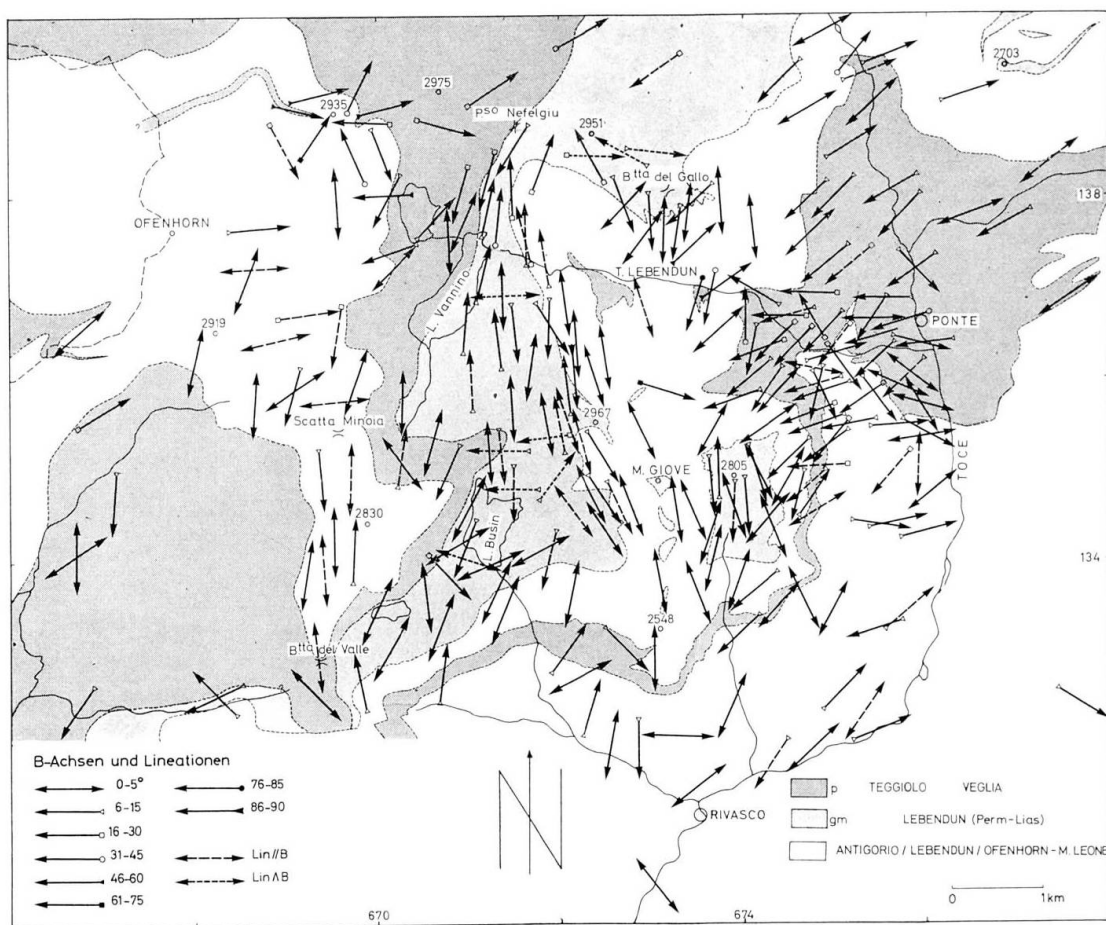 2703
2975
2935
Pso Nefelgiu
2951
Btta del Gallo
138
OFENHORN
T. LEBENDUN
L. Vannino
2919
PONTE
Scatta Minoia
2967
M. GIOVE
2805
TOCE
2830
L. Busin
134
2548
Btta del Valle
B-Achsen und Lineationen
0-5°
76-85
6-15
86-90
16-30
31-45
Lin//B
46-60
Lin∧B
61-75
RIVASCO
p TEGGIOLO VEGLIA
gm LEBENDUN (Perm-Lias)
ANTIGORIO / LEBENDUN / OFENHORN - M. LEONE
0 1km
670
674